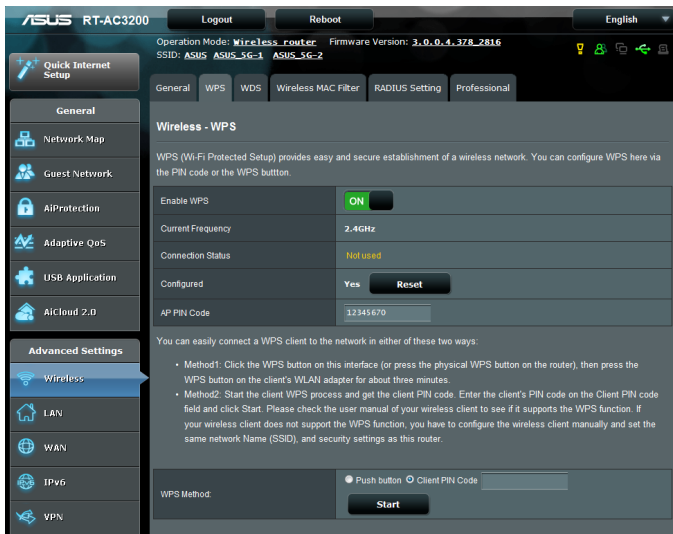 ASUS RT-AC3200 Logout Reboot English
Operation Mode: Wireless router Firmware Version: 3.0.0.4.378_2816
SSID: ASUS ASUS_5G-1 ASUS_5G-2
Quick Internet
Setup
General WPS WDS Wireless MAC Filter RADIUS Setting Professional
General
Network Map
Guest Network
AiProtection
Adaptive QoS
USB Application
AiCloud 2.0
Advanced Settings
Wireless
LAN
WAN
IPv6
VPN
Wireless - WPS
WPS (Wi-Fi Protected Setup) provides easy and secure establishment of a wireless network. You can configure WPS here via
the PIN code or the WPS buttton.
Enable WPS ON
Current Frequency 2.4GHz
Connection Status Not used
Configured Yes Reset
AP PIN Code 12345670
You can easily connect a WPS client to the network in either of these two ways:
• Method1: Click the WPS button on this interface (or press the physical WPS button on the router), then press the
WPS button on the client's WLAN adapter for about three minutes.
• Method2: Start the client WPS process and get the client PIN code. Enter the client's PIN code on the Client PIN code
field and click Start. Please check the user manual of your wireless client to see if it supports the WPS function. If
your wireless client does not support the WPS function, you have to configure the wireless client manually and set the
same network Name (SSID), and security settings as this router.
WPS Method: Push button Client PIN Code
Start